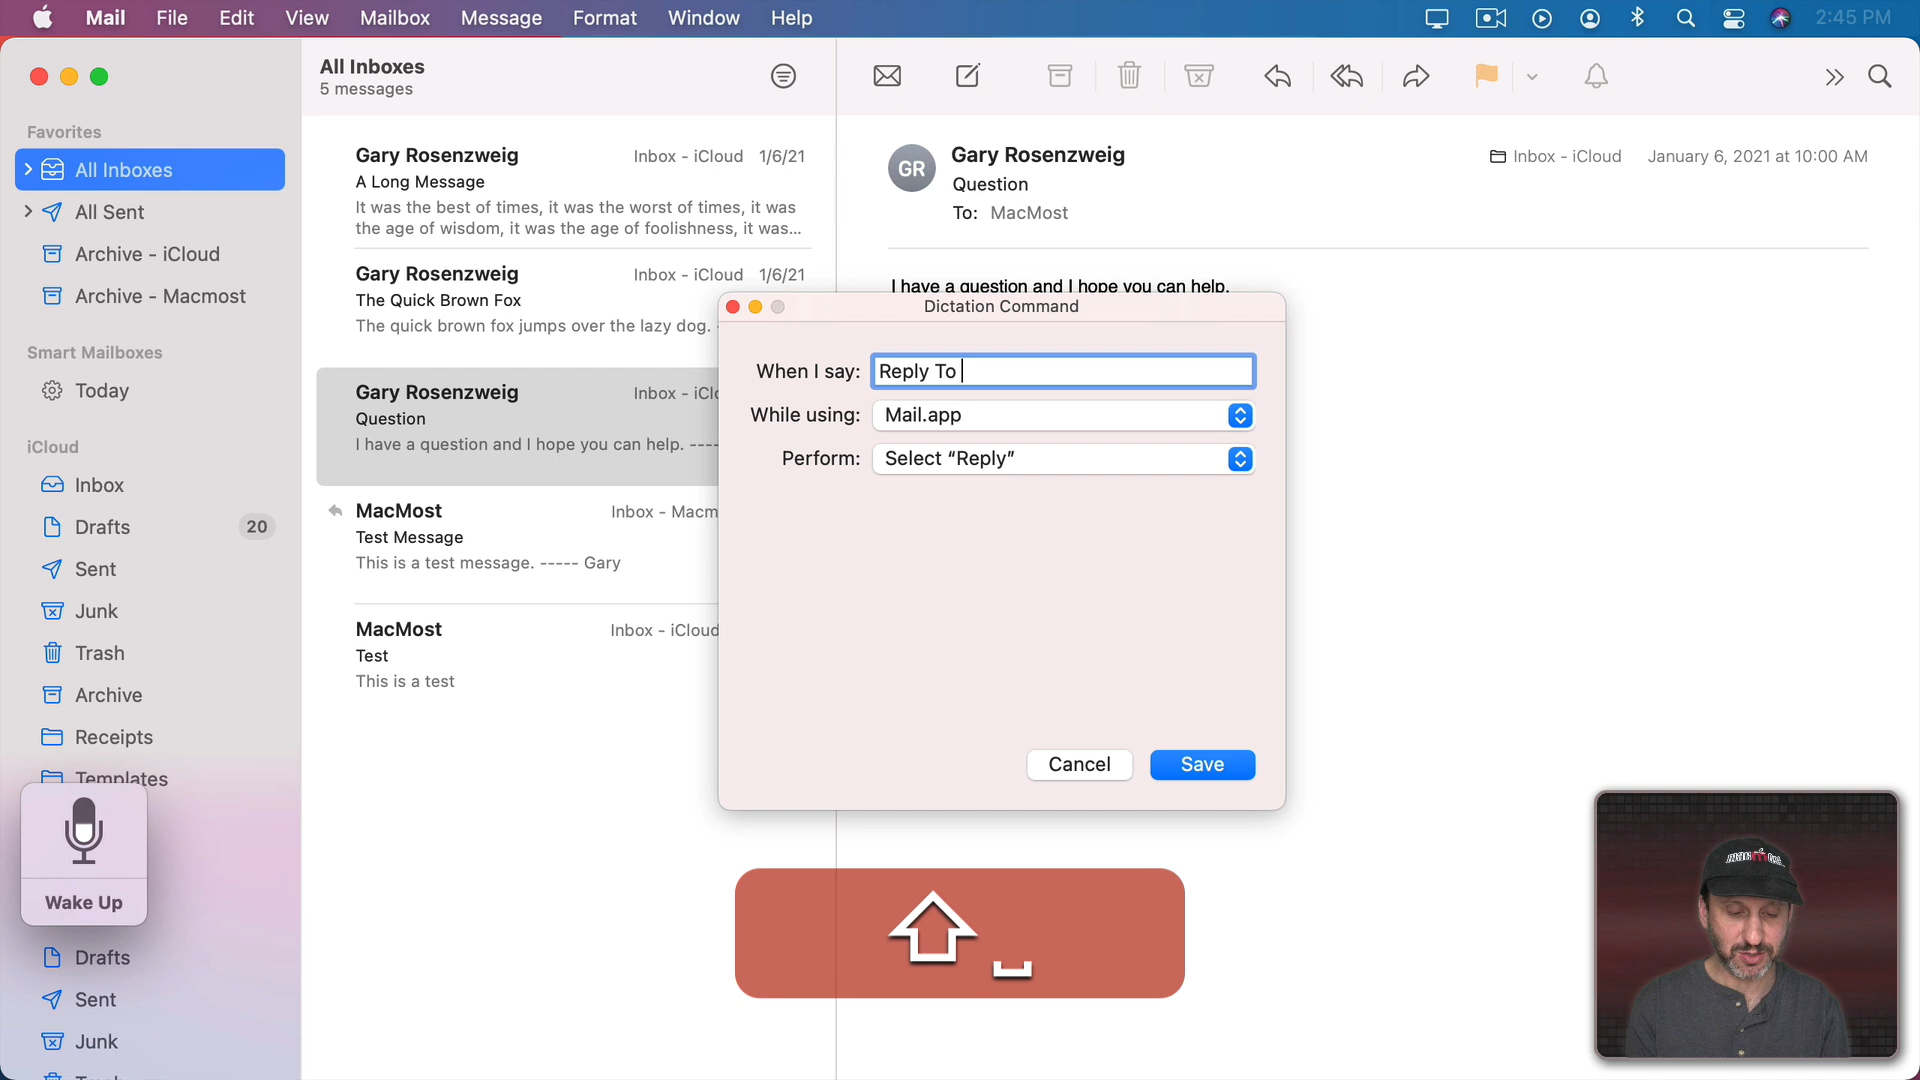 Mail File Edit View Mailbox Message Format Window Help 2:45 PM
All Inboxes
5 messages
Favorites
All Inboxes
All Sent
Archive - iCloud
Archive - Macmost
Smart Mailboxes
Today
iCloud
Inbox
Drafts 20
Sent
Junk
Trash
Archive
Receipts
Templates
Wake Up
Drafts
Sent
Junk
Gary Rosenzweig Inbox - iCloud 1/6/21
A Long Message
It was the best of times, it was the worst of times, it was
the age of wisdom, it was the age of foolishness, it was...
Gary Rosenzweig Inbox - iCloud 1/6/21
The Quick Brown Fox
The quick brown fox jumps over the lazy dog.
Gary Rosenzweig Inbox - iClo
Question
I have a question and I hope you can help. ----
MacMost Inbox - Macm
Test Message
This is a test message. ----- Gary
MacMost Inbox - iCloud
Test
This is a test
GR
Gary Rosenzweig Inbox - iCloud January 6, 2021 at 10:00 AM
Question
To: MacMost
I have a question and I hope you can help.
Dictation Command
When I say: Reply To
While using: Mail.app
Perform: Select “Reply”
Cancel Save